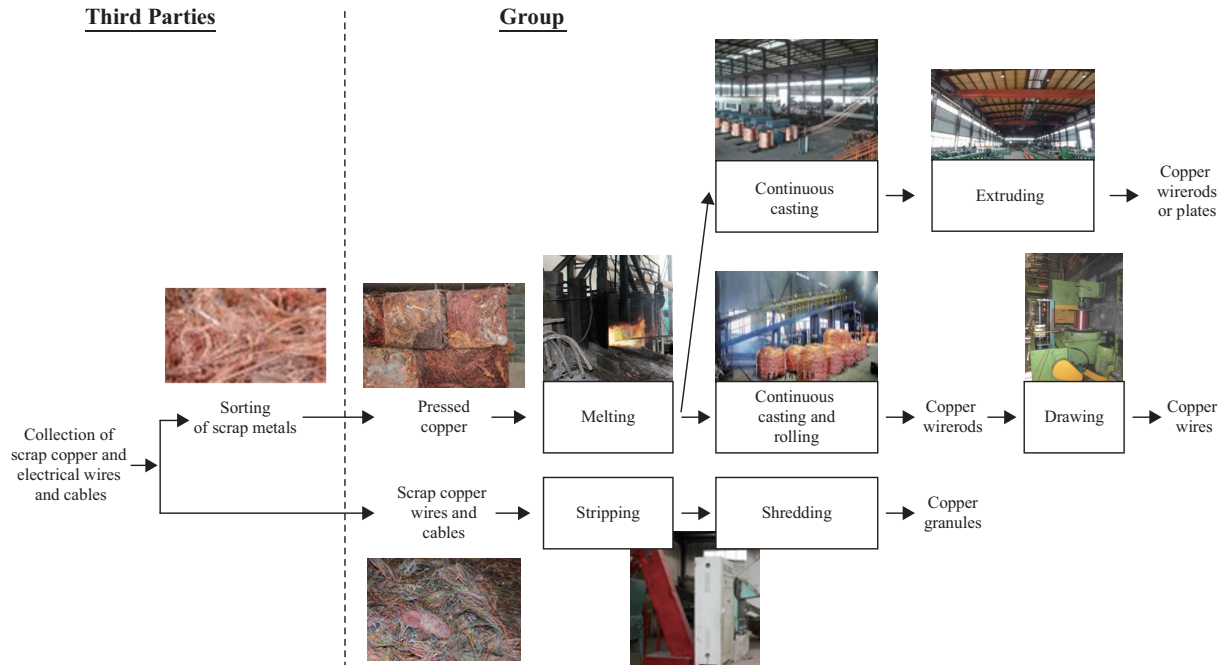 Third Parties
Group
Continuous
casting
Extruding
Copper
wirerods
or plates
Collection of
scrap copper and
electrical wires
and cables
Sorting
of scrap metals
Pressed
copper
Melting
Continuous
casting and
rolling
Copper
wirerods
Drawing
Copper
wires
Scrap copper
wires and
cables
Stripping
Shredding
Copper
granules